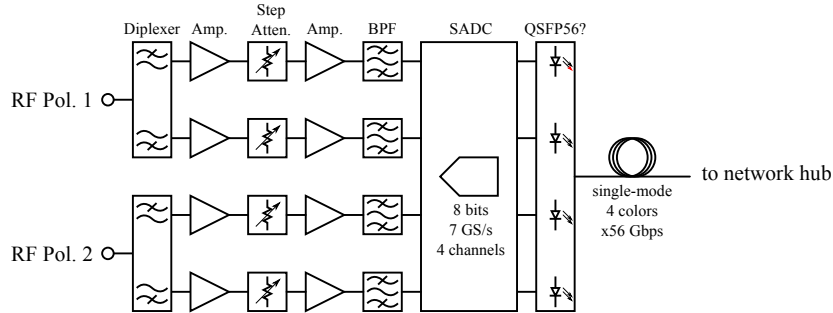 Step
Diplexer Amp. Atten. Amp. BPF SADC QSFP56?
RF Pol. 1
to network hub
single-mode
8 bits
4 colors
7 GS/s
x56 Gbps
4 channels
RF Pol. 2